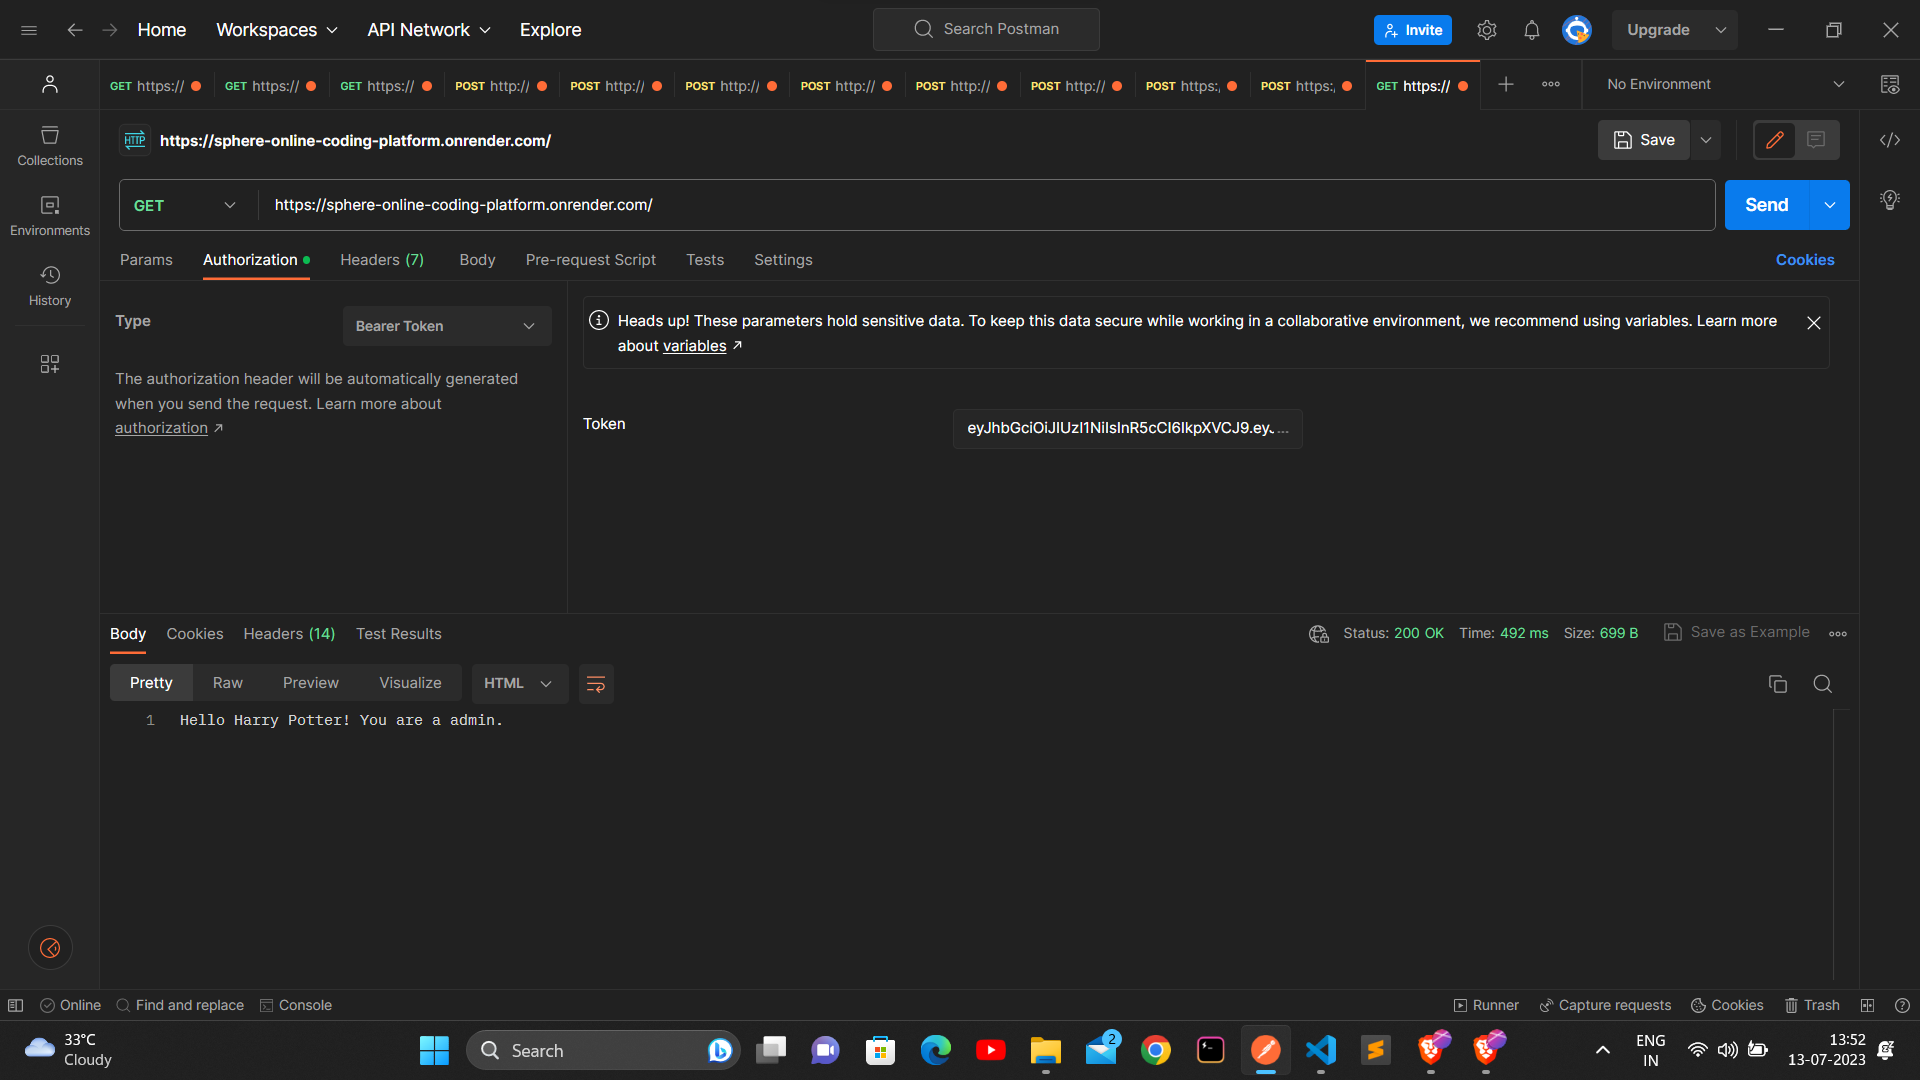 Home Workspaces API Network Explore Search Postman Invite Upgrade
GET https:// GET https:// GET https:// POST http:// POST http:// POST http:// POST http:// POST http:// POST http:// POST https:/ POST https:/ GET https:// No Environment
HTTP https://sphere-online-coding-platform.onrender.com/ Save
Collections
Environments
History
GET https://sphere-online-coding-platform.onrender.com/ Send
Params Authorization Headers (7) Body Pre-request Script Tests Settings Cookies
Type Bearer Token
The authorization header will be automatically generated
when you send the request. Learn more about
authorization ↗
Heads up! These parameters hold sensitive data. To keep this data secure while working in a collaborative environment, we recommend using variables. Learn more
about variables ↗
Token eyJhbGciOiJIUzI1NiIsInR5cCI6IkpXVCJ9.eyJ...
Body Cookies Headers (14) Test Results Status: 200 OK Time: 492 ms Size: 699 B Save as Example
Pretty Raw Preview Visualize HTML
1 Hello Harry Potter! You are a admin.
Online Find and replace Console Runner Capture requests Cookies Trash
33°C
Cloudy
Search
2
ENG
IN
13:52
13-07-2023